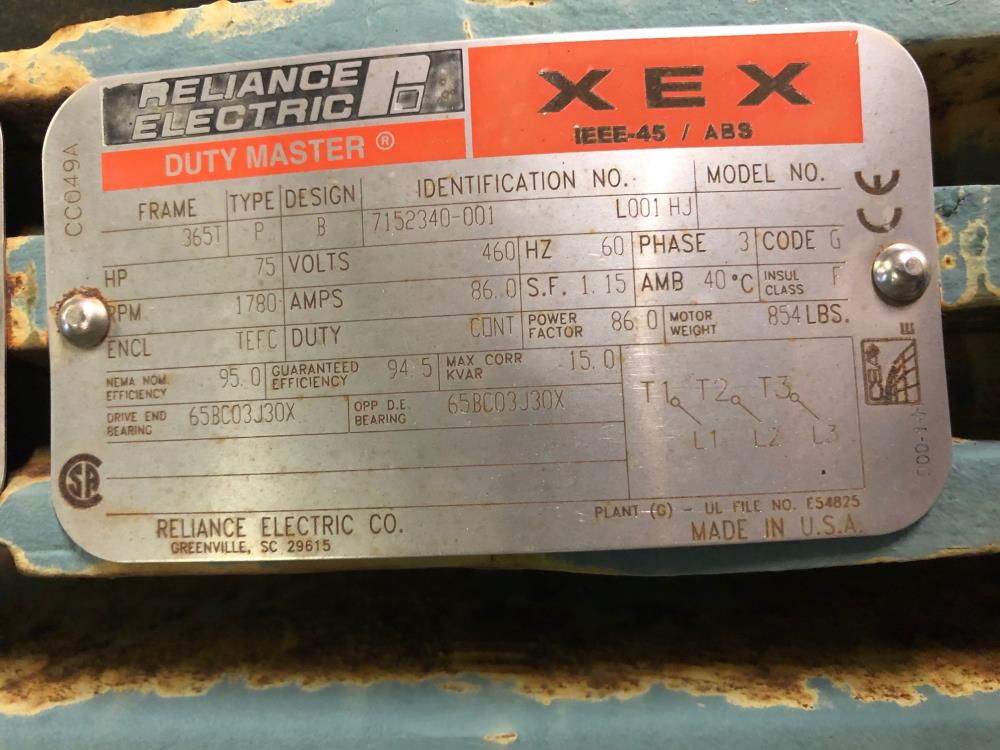 RELIANCE
ELECTRIC
DUTY MASTER ®
XEX
IEEE-45 / ABS
CC049A
FRAME 365T TYPE P DESIGN B IDENTIFICATION NO. 7152340-001 L001 HJ MODEL NO.
HP 75 VOLTS 460 HZ 60 PHASE 3 CODE G
RPM 1780 AMPS 86.0 S.F. 1.15 AMB 40°C INSUL CLASS F
ENCL TEFC DUTY CONT POWER FACTOR 86.0 MOTOR WEIGHT 854 LBS.
NEMA NOM. EFFICIENCY 95.0 GUARANTEED EFFICIENCY 94.5 MAX CORR KVAR 15.0
DRIVE END BEARING 65BC03J30X OPP D.E. BEARING 65BC03J30X
T1 T2 T3
L1 L2 L3
CE
EEE
SA
PLANT (G) - UL FILE NO. E54825
RELIANCE ELECTRIC CO.
GREENVILLE, SC 29615
MADE IN U.S.A.